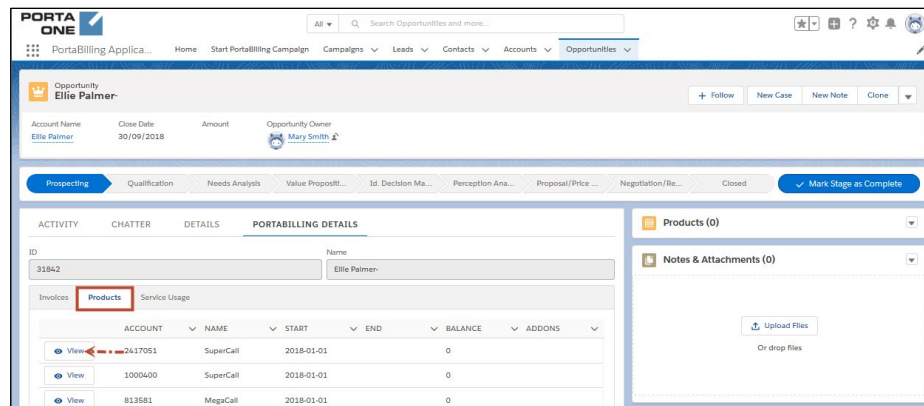 PORTA
ONE
All
Search Opportunities and more...
PortaBilling Applica...
Home
Start PortaBilling Campaign
Campaigns
Leads
Contacts
Accounts
Opportunities
Opportunity
Ellie Palmer-
+ Follow
New Case
New Note
Clone
Account Name
Close Date
Amount
Opportunity Owner
Ellie Palmer
30/09/2018
Mary Smith
Prospecting
Qualification
Needs Analysis
Value Propositi...
Id. Decision Ma...
Perception Ana...
Proposal/Price ...
Negotiation/Re...
Closed
Mark Stage as Complete
ACTIVITY
CHATTER
DETAILS
PORTABILLING DETAILS
Products (0)
ID
Name
31842
Ellie Palmer-
Notes & Attachments (0)
Invoices
Products
Service Usage
Upload Files
Or drop files
ACCOUNT
NAME
START
END
BALANCE
ADDONS
View
2417051
SuperCall
2018-01-01
0
View
1000400
SuperCall
2018-01-01
0
View
813581
MegaCall
2018-01-01
0